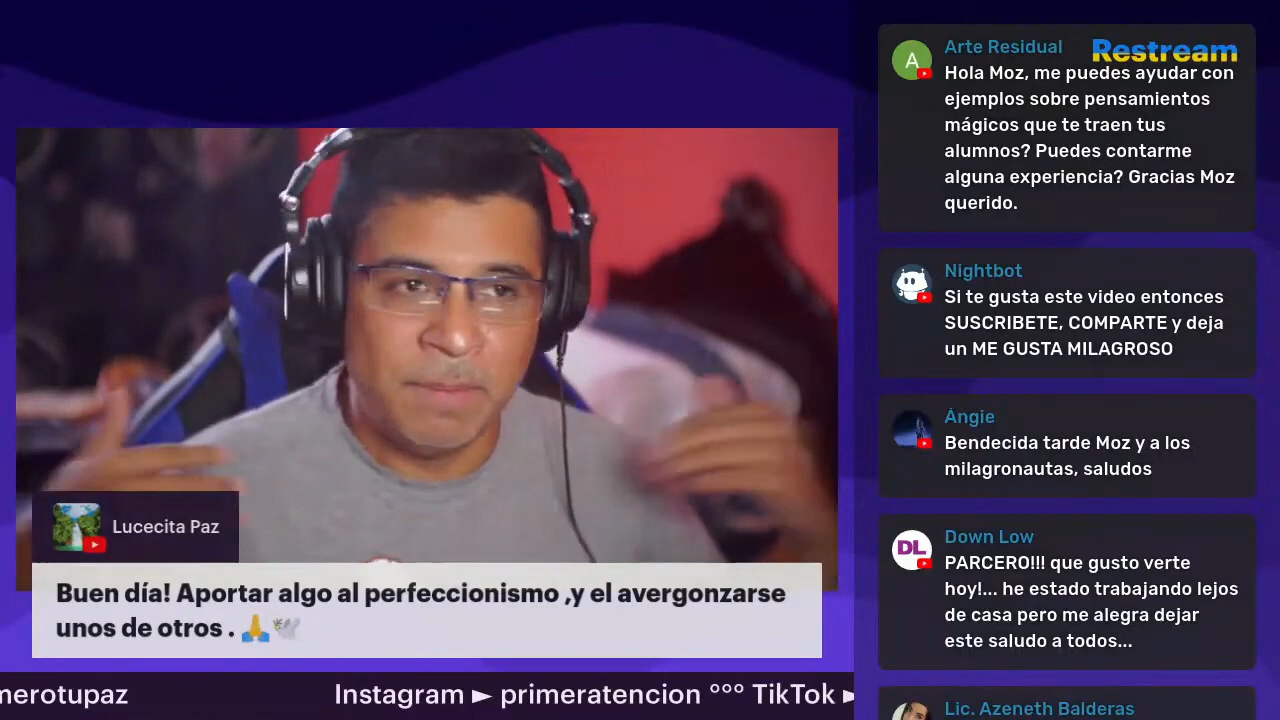 Arte Residual
Restream
Hola Moz, me puedes ayudar con
ejemplos sobre pensamientos
mágicos que te traen tus
alumnos? Puedes contarme
alguna experiencia? Gracias Moz
querido.
Nightbot
Si te gusta este video entonces
SUSCRIBETE, COMPARTE y deja
un ME GUSTA MILAGROSO
Ángie
Bendecida tarde Moz y a los
milagronautas, saludos
DL
Down Low
PARCERO!!! que gusto verte
hoy!... he estado trabajando lejos
de casa pero me alegra dejar
este saludo a todos...
Lic. Azeneth Balderas
A
Lucecita Paz
Buen día! Aportar algo al perfeccionismo ,y el avergonzarse
unos de otros . 🙏🕊️
merotupaz Instagram ► primeratencion °°° TikTok ►